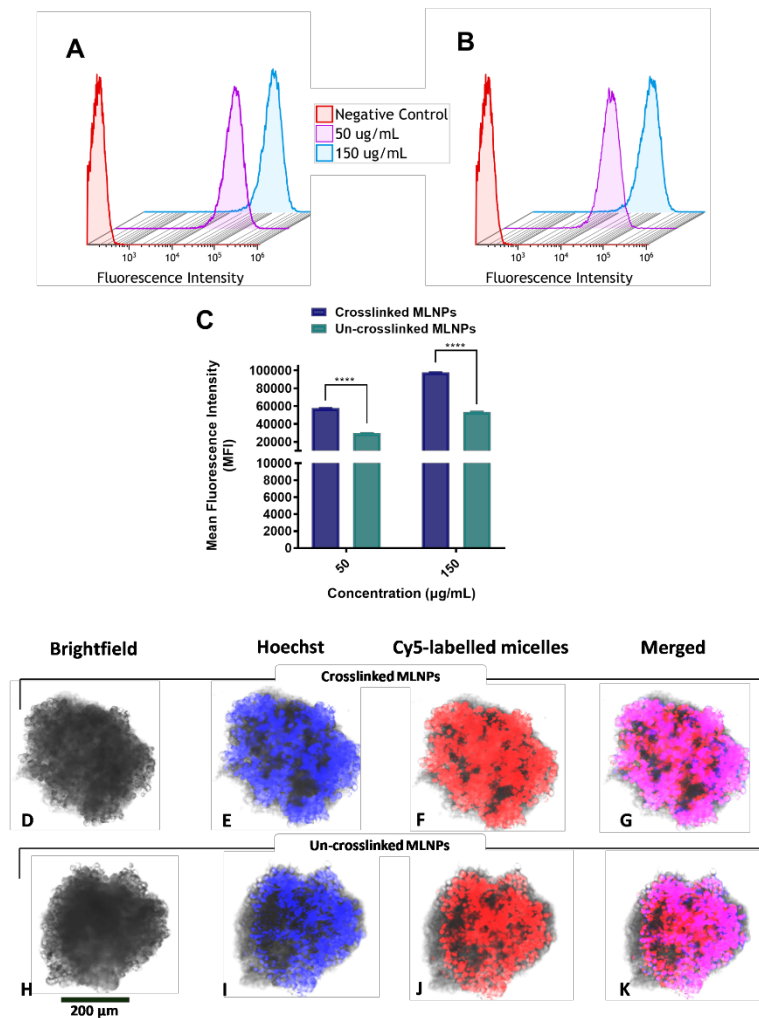 A
B
Negative Control
50 ug/mL
150 ug/mL
10³ 10⁴ 10⁵ 10⁶
Fluorescence Intensity
10³ 10⁴ 10⁵ 10⁶
Fluorescence Intensity
C
Crosslinked MLNPs
Un-crosslinked MLNPs
Mean Fluorescence Intensity
(MFI)
100000
80000
60000
40000
20000
10000
8000
6000
4000
2000
0
****
****
50
150
Concentration (µg/mL)
Brightfield Hoechst Cy5-labelled micelles Merged
Crosslinked MLNPs
D E F G
Un-crosslinked MLNPs
H I J K
200 µm